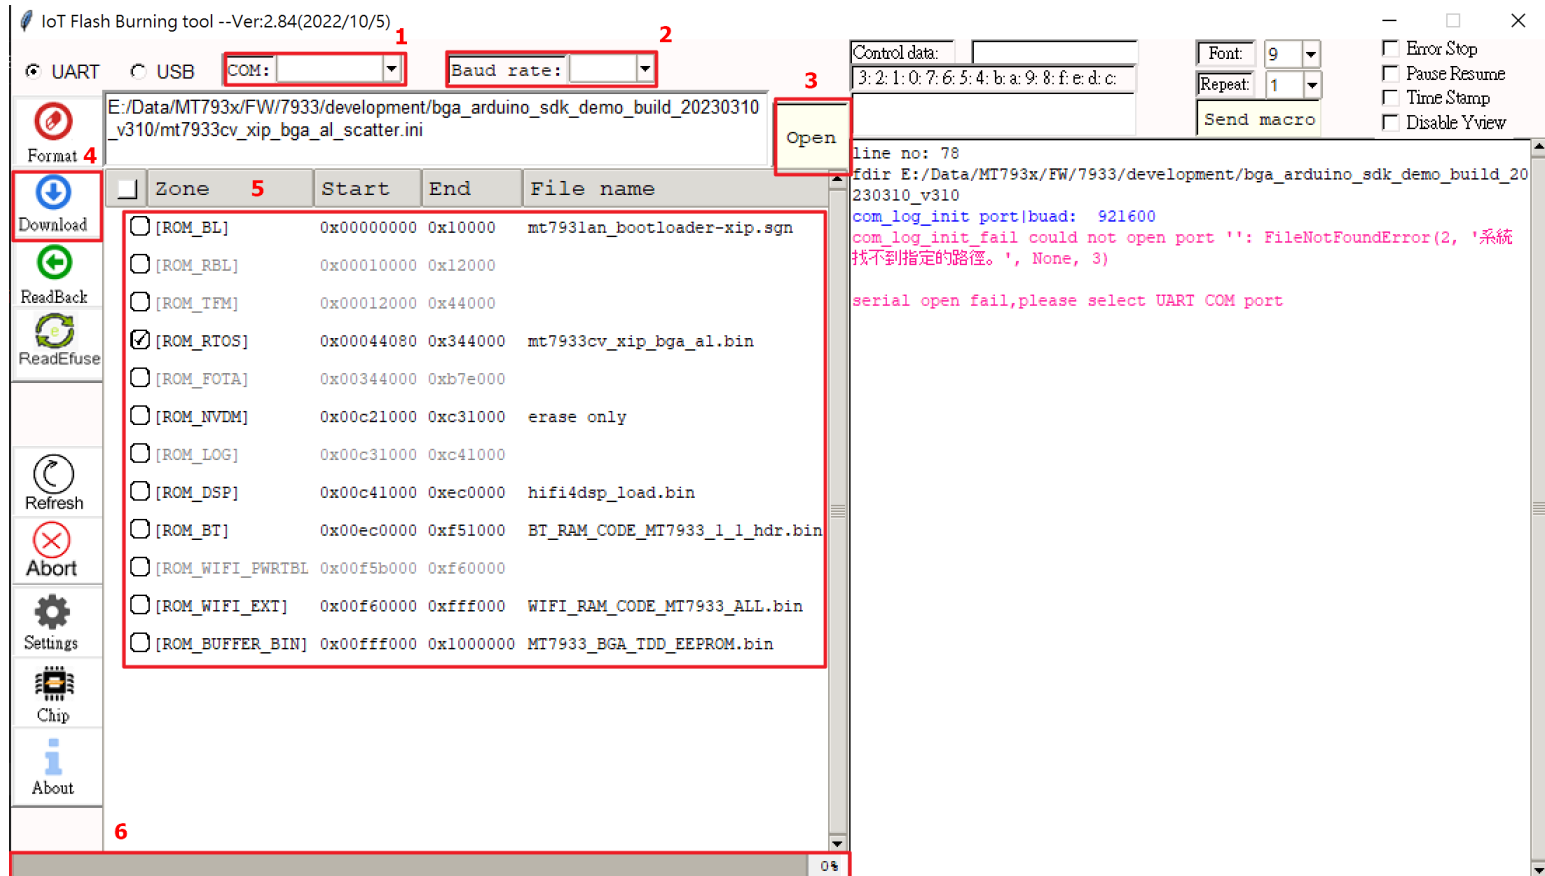 IoT Flash Burning tool --Ver:2.84(2022/10/5)
1
2
UART
USB
COM:
Baud rate:
3
Control data:
3: 2: 1: 0: 7: 6: 5: 4: b: a: 9: 8: f: e: d: c:
Font:
9
Repeat:
1
Send macro
Error Stop
Pause Resume
Time Stamp
Disable Yview
Format
4
Download
ReadBack
ReadEfuse
Refresh
Abort
Settings
Chip
About
E:/Data/MT793x/FW/7933/development/bga_arduino_sdk_demo_build_20230310
_v310/mt7933cv_xip_bga_al_scatter.ini
Open
Zone 5 Start End File name
[ROM_BL] 0x00000000 0x10000 mt7931an_bootloader-xip.sgn
[ROM_RBL] 0x00010000 0x12000
[ROM_TFM] 0x00012000 0x44000
[ROM_RTOS] 0x00044080 0x344000 mt7933cv_xip_bga_al.bin
[ROM_FOTA] 0x00344000 0xb7e000
[ROM_NVDM] 0x00c21000 0xc31000 erase only
[ROM_LOG] 0x00c31000 0xc41000
[ROM_DSP] 0x00c41000 0xec0000 hifi4dsp_load.bin
[ROM_BT] 0x00ec0000 0xf51000 BT_RAM_CODE_MT7933_1_1_hdr.bin
[ROM_WIFI_PWRTBL 0x00f5b000 0xf60000
[ROM_WIFI_EXT] 0x00f60000 0xfff000 WIFI_RAM_CODE_MT7933_ALL.bin
[ROM_BUFFER_BIN] 0x00fff000 0x1000000 MT7933_BGA_TDD_EEPROM.bin
6
0%
line no: 78
fdir E:/Data/MT793x/FW/7933/development/bga_arduino_sdk_demo_build_20
230310_v310
com_log_init port|buad:  921600
com_log_init_fail could not open port '': FileNotFoundError(2, '系統
找不到指定的路徑。', None, 3)
serial open fail,please select UART COM port